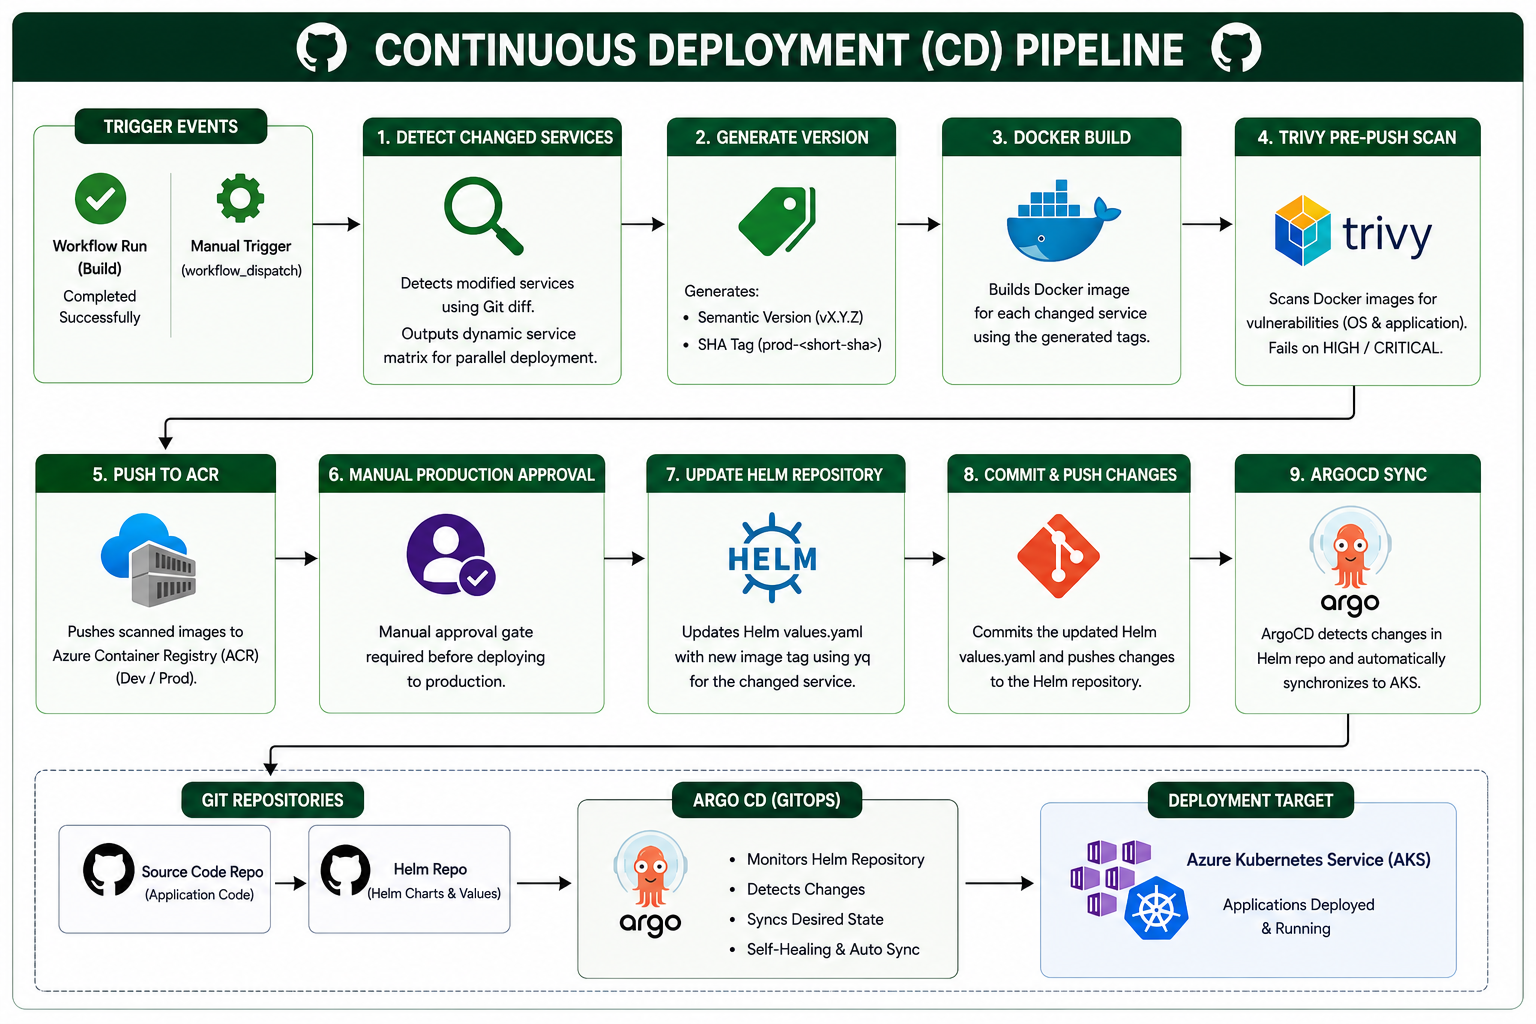 CONTINUOUS DEPLOYMENT (CD) PIPELINE
TRIGGER EVENTS
Workflow Run
(Build)
Completed
Successfully
Manual Trigger
(workflow_dispatch)
1. DETECT CHANGED SERVICES
Detects modified services
using Git diff.
Outputs dynamic service
matrix for parallel deployment.
2. GENERATE VERSION
Generates:
• Semantic Version (vX.Y.Z)
• SHA Tag (prod-<short-sha>)
3. DOCKER BUILD
Builds Docker image
for each changed service
using the generated tags.
4. TRIVY PRE-PUSH SCAN
trivy
Scans Docker images for
vulnerabilities (OS & application).
Fails on HIGH / CRITICAL.
5. PUSH TO ACR
Pushes scanned images to
Azure Container Registry (ACR)
(Dev / Prod).
6. MANUAL PRODUCTION APPROVAL
Manual approval gate
required before deploying
to production.
7. UPDATE HELM REPOSITORY
HELM
Updates Helm values.yaml
with new image tag using yq
for the changed service.
8. COMMIT & PUSH CHANGES
Commits the updated Helm
values.yaml and pushes changes
to the Helm repository.
9. ARGOCD SYNC
argo
ArgoCD detects changes in
Helm repo and automatically
synchronizes to AKS.
GIT REPOSITORIES
Source Code Repo
(Application Code)
Helm Repo
(Helm Charts & Values)
ARGO CD (GITOPS)
argo
• Monitors Helm Repository
• Detects Changes
• Syncs Desired State
• Self-Healing & Auto Sync
DEPLOYMENT TARGET
Azure Kubernetes Service (AKS)
Applications Deployed
& Running